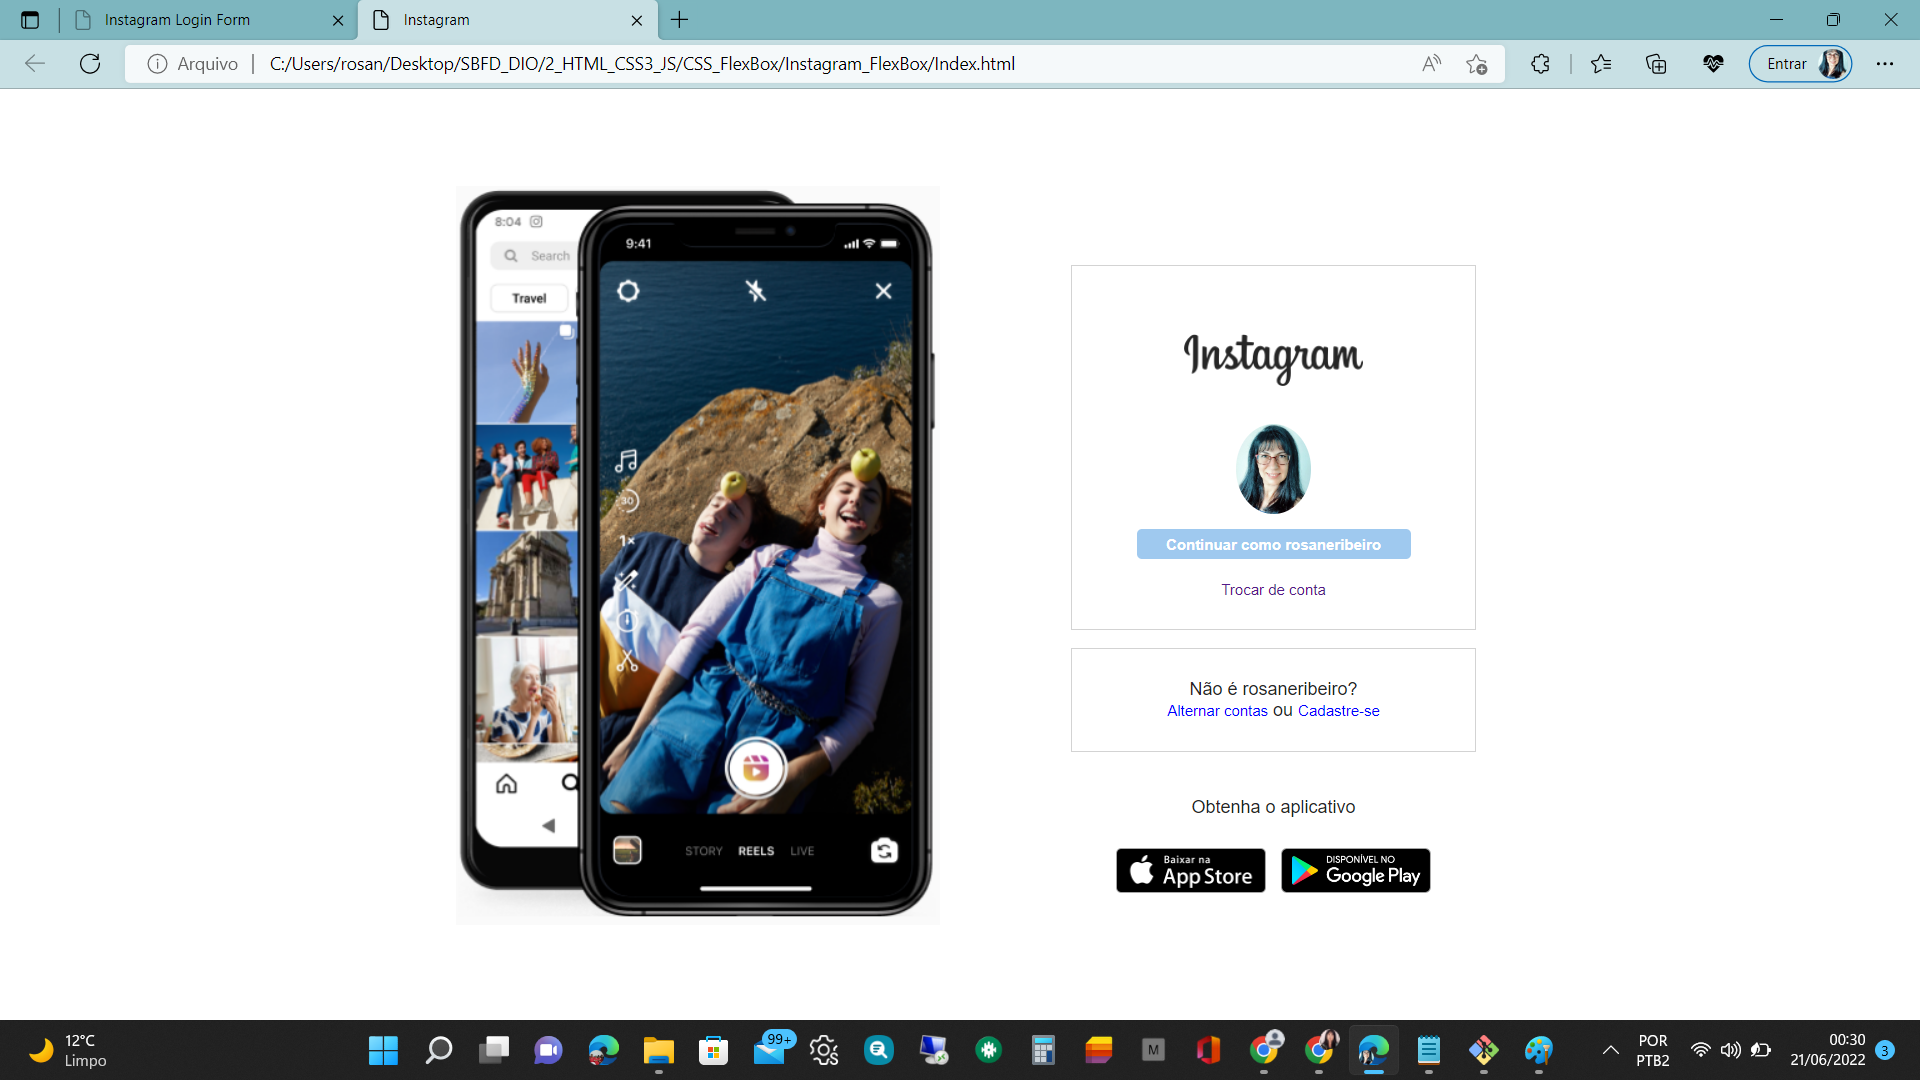 Instagram Login Form
Instagram
Arquivo
C:/Users/rosan/Desktop/SBFD_DIO/2_HTML_CSS3_JS/CSS_FlexBox/Instagram_FlexBox/Index.html
Entrar
8:04
Search
Travel
9:41
30
1×
STORY REELS LIVE
Instagram
Continuar como rosaneribeiro
Trocar de conta
Não é rosaneribeiro?
Alternar contas ou Cadastre-se
Obtenha o aplicativo
Baixar na
App Store
DISPONÍVEL NO
Google Play
12°C
Limpo
99+
M
POR
PTB2
00:30
21/06/2022
3